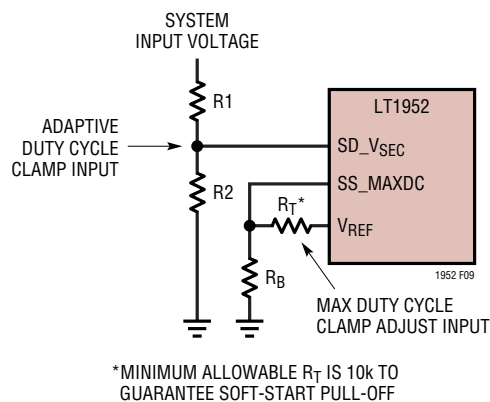 SYSTEM
INPUT VOLTAGE
R1
LT1952
ADAPTIVE
DUTY CYCLE
CLAMP INPUT
SD_VSEC
SS_MAXDC
R2
RT*
VREF
RB
1952 F09
MAX DUTY CYCLE
CLAMP ADJUST INPUT
*MINIMUM ALLOWABLE RT IS 10k TO
GUARANTEE SOFT-START PULL-OFF